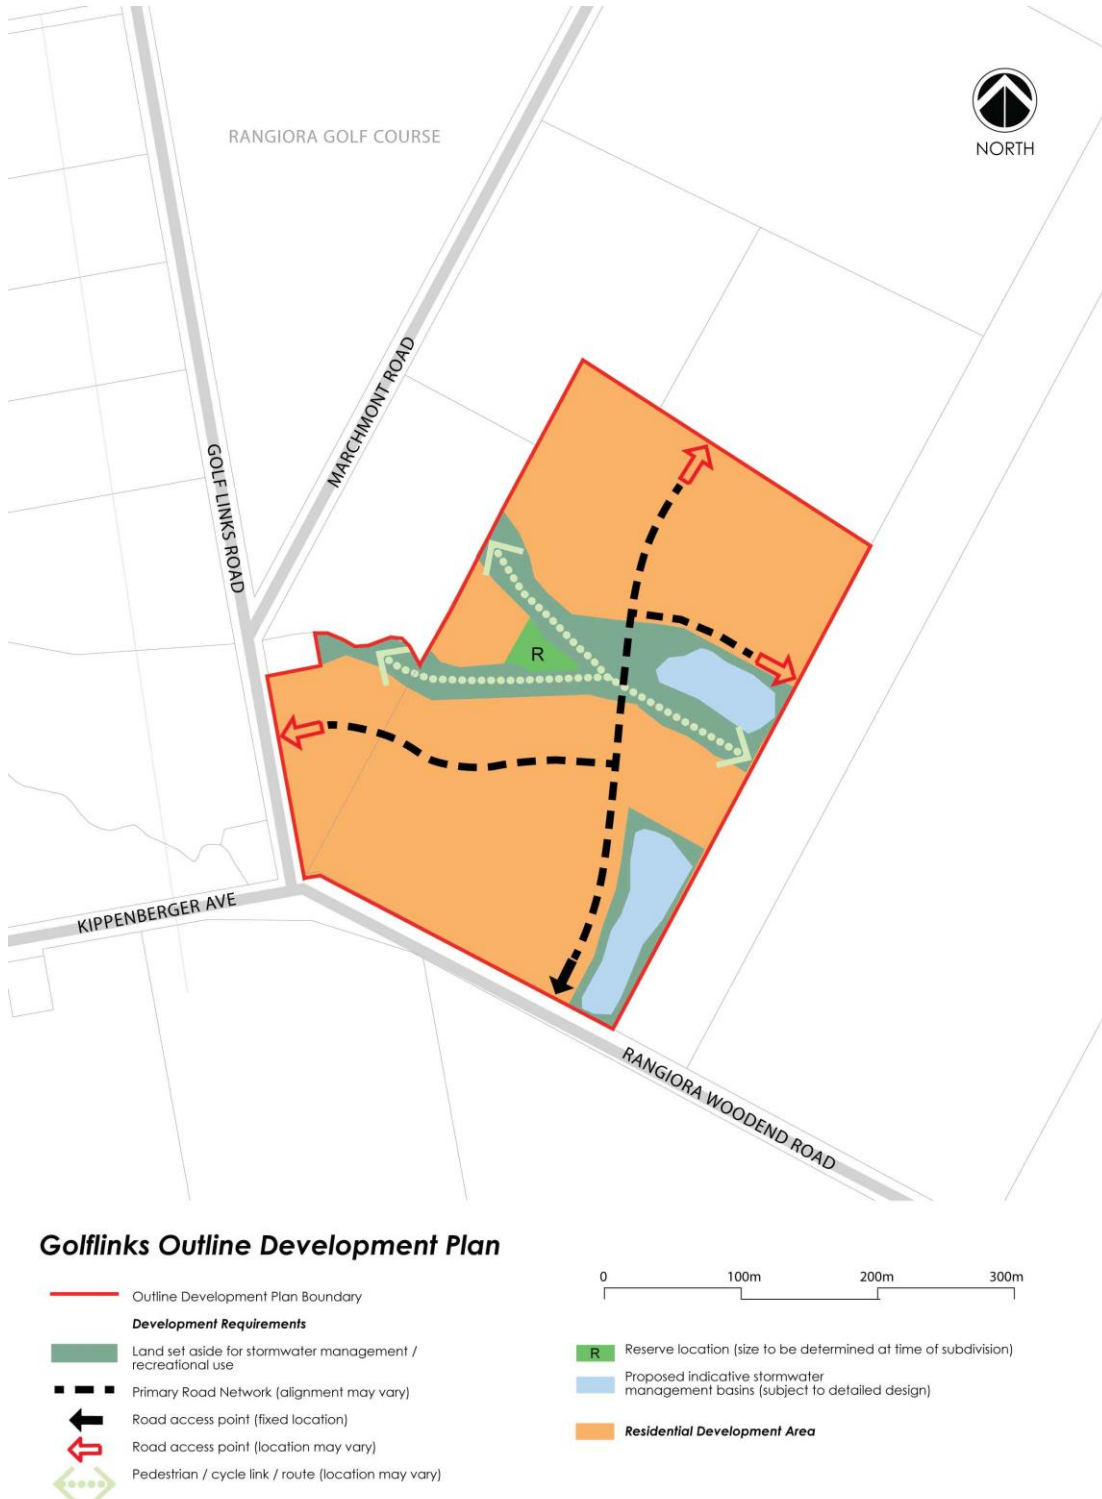 RANGIORA GOLF COURSE
NORTH
MARCHMONT ROAD
GOLF LINKS ROAD
R
KIPPENBERGER AVE
RANGIORA WOODEND ROAD
Golflinks Outline Development Plan
0 100m 200m 300m
Outline Development Plan Boundary
Development Requirements
Land set aside for stormwater management /
recreational use
Primary Road Network (alignment may vary)
Road access point (fixed location)
Road access point (location may vary)
Pedestrian / cycle link / route (location may vary)
R Reserve location (size to be determined at time of subdivision)
Proposed indicative stormwater
management basins (subject to detailed design)
Residential Development Area